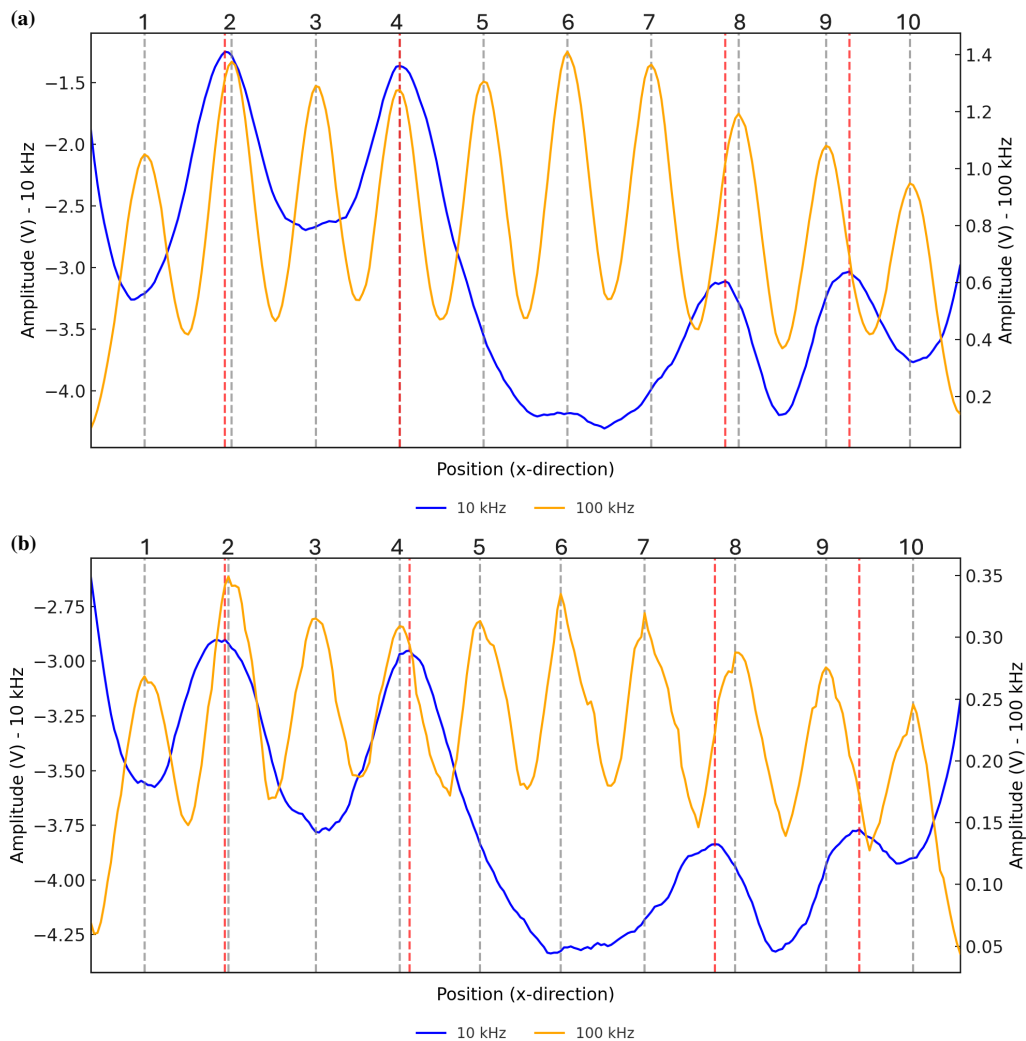 (a)
1 2 3 4 5 6 7 8 9 10
−1.5
−2.0
−2.5
−3.0
−3.5
−4.0
Amplitude (V) - 10 kHz
1.4
1.2
1.0
0.8
0.6
0.4
0.2
Amplitude (V) - 100 kHz
Position (x-direction)
10 kHz 100 kHz
(b)
1 2 3 4 5 6 7 8 9 10
−2.75
−3.00
−3.25
−3.50
−3.75
−4.00
−4.25
Amplitude (V) - 10 kHz
0.35
0.30
0.25
0.20
0.15
0.10
0.05
Amplitude (V) - 100 kHz
Position (x-direction)
10 kHz 100 kHz